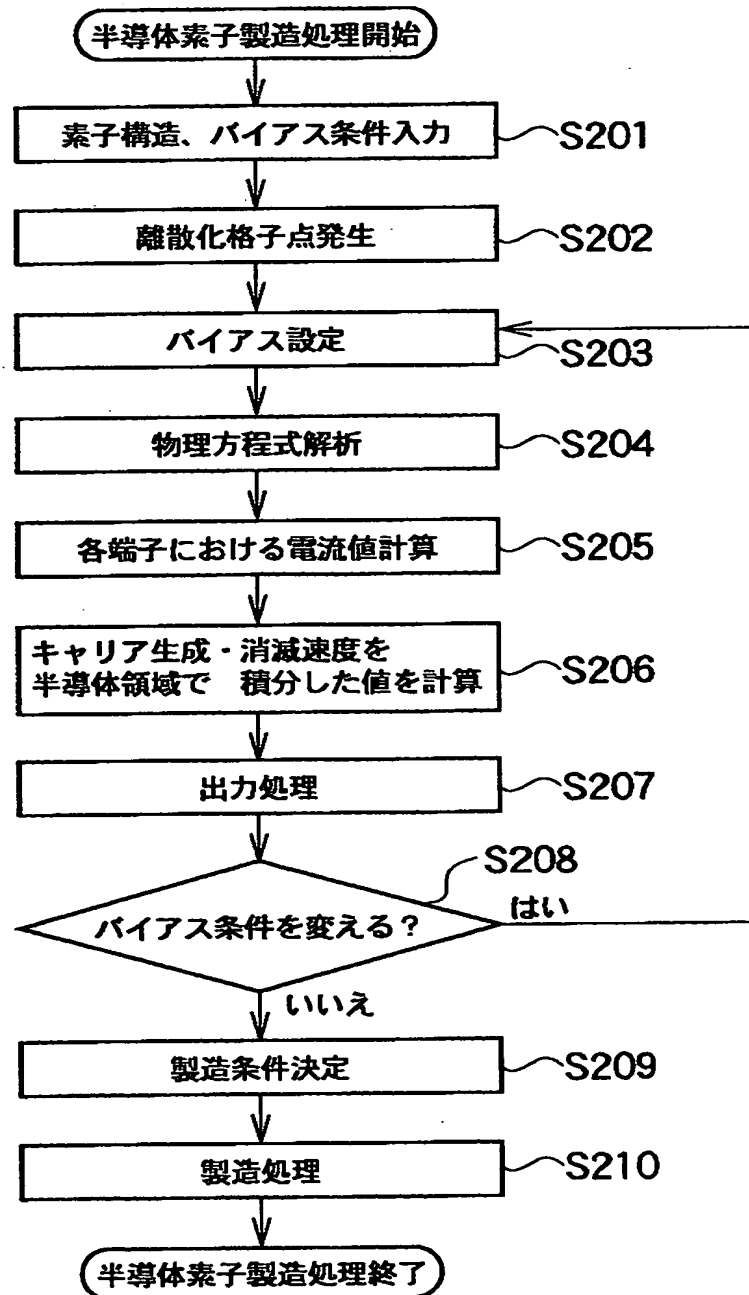 半導体素子製造処理開始
素子構造、バイアス条件入力
S201
離散化格子点発生
S202
バイアス設定
S203
物理方程式解析
S204
各端子における電流値計算
S205
キャリア生成・消滅速度を
半導体領域で 積分した値を計算
S206
出力処理
S207
S208
バイアス条件を変える？
はい
いいえ
製造条件決定
S209
製造処理
S210
半導体素子製造処理終了